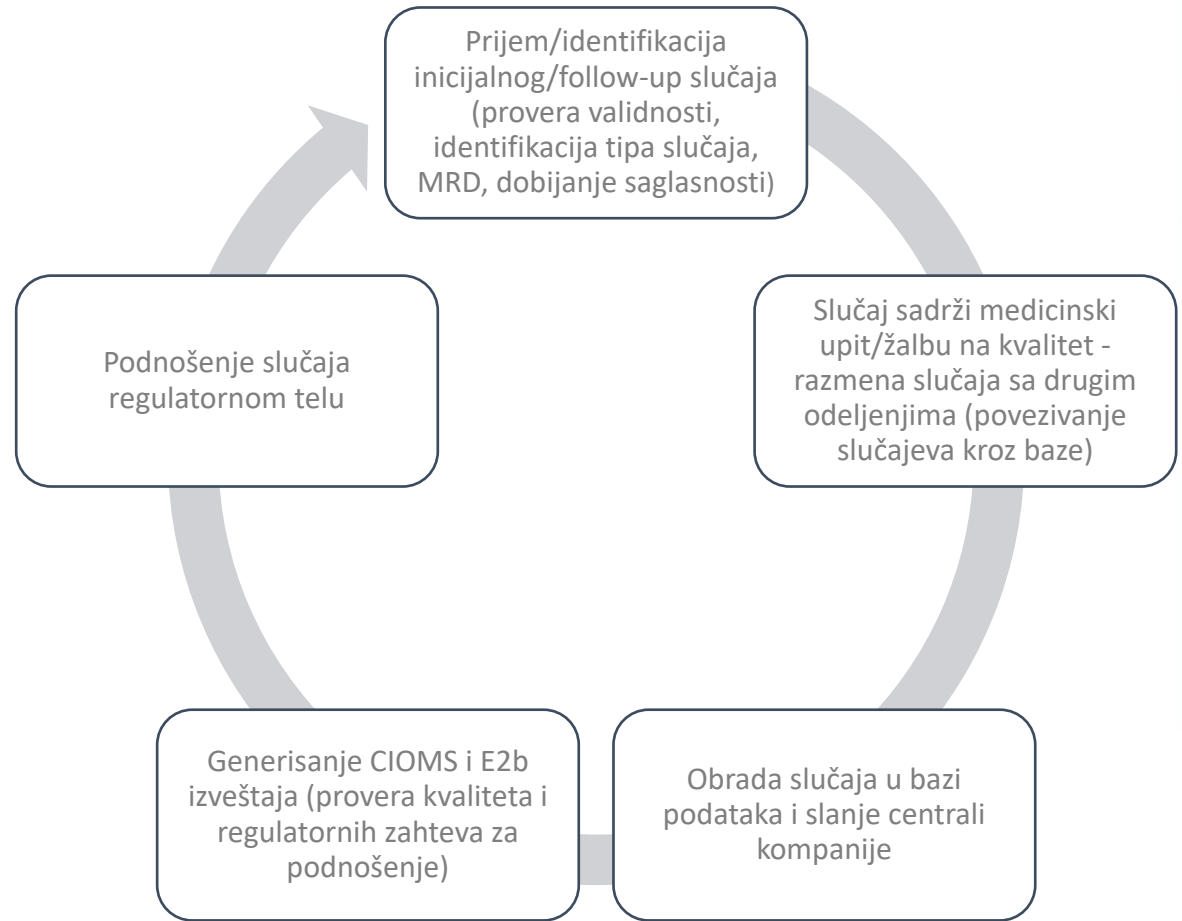 Prijem/identifikacija
inicijalnog/follow-up slučaja
(provera validnosti,
identifikacija tipa slučaja,
MRD, dobijanje saglasnosti)
Slučaj sadrži medicinski
upit/žalbu na kvalitet -
razmena slučaja sa drugim
odeljenjima (povezivanje
slučajeva kroz baze)
Obrada slučaja u bazi
podataka i slanje centrali
kompanije
Generisanje CIOMS i E2b
izveštaja (provera kvaliteta i
regulatornih zahteva za
podnošenje)
Podnošenje slučaja
regulatornom telu